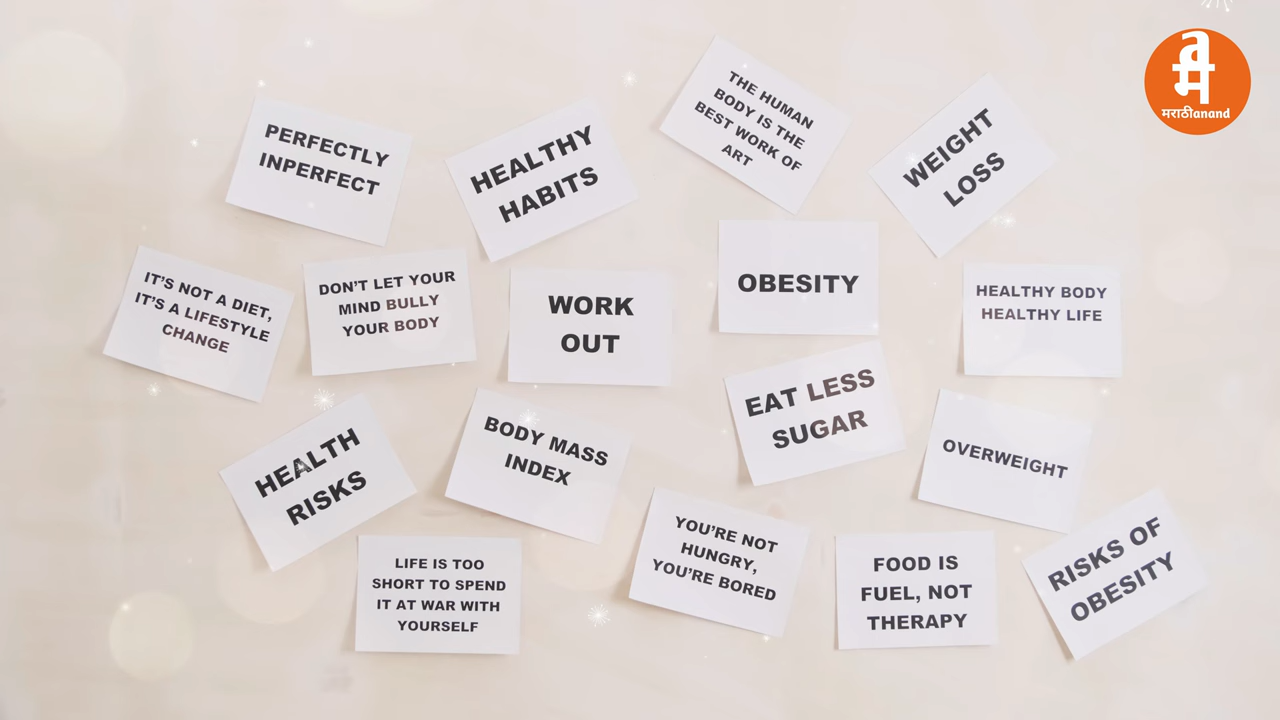 a
म
मराठीanand
PERFECTLY
INPERFECT
HEALTHY
HABITS
THE HUMAN
BODY IS THE
BEST WORK OF
ART
WEIGHT
LOSS
IT'S NOT A DIET,
IT'S A LIFESTYLE
CHANGE
DON'T LET YOUR
MIND BULLY
YOUR BODY
WORK
OUT
OBESITY
HEALTHY BODY
HEALTHY LIFE
HEALTH
RISKS
BODY MASS
INDEX
EAT LESS
SUGAR
OVERWEIGHT
LIFE IS TOO
SHORT TO SPEND
IT AT WAR WITH
YOURSELF
YOU'RE NOT
HUNGRY,
YOU'RE BORED
FOOD IS
FUEL, NOT
THERAPY
RISKS OF
OBESITY